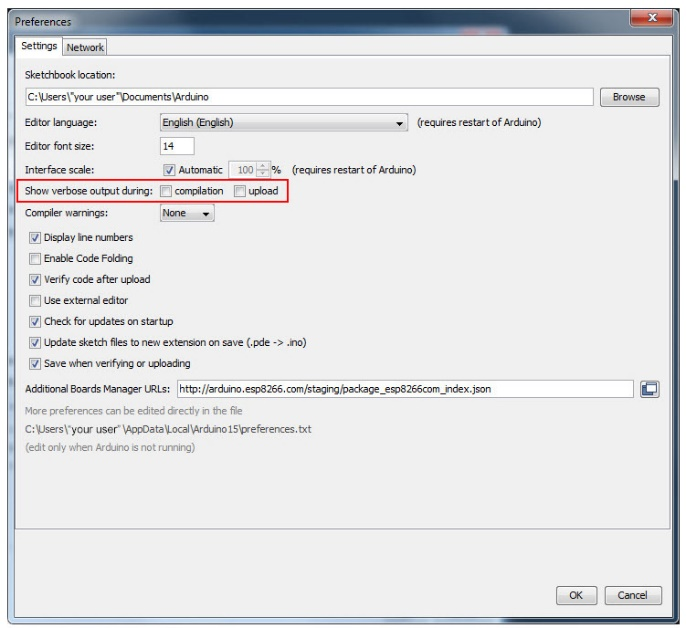 Preferences
Settings Network
Sketchbook location:
C:\Users\"your user"\Documents\Arduino Browse
Editor language: English (English) (requires restart of Arduino)
Editor font size: 14
Interface scale: Automatic 100 % (requires restart of Arduino)
Show verbose output during: compilation upload
Compiler warnings: None
Display line numbers
Enable Code Folding
Verify code after upload
Use external editor
Check for updates on startup
Update sketch files to new extension on save (.pde -> .ino)
Save when verifying or uploading
Additional Boards Manager URLs: http://arduino.esp8266.com/staging/package_esp8266com_index.json
More preferences can be edited directly in the file
C:\Users\"your user"\AppData\Local\Arduino15\preferences.txt
(edit only when Arduino is not running)
OK Cancel